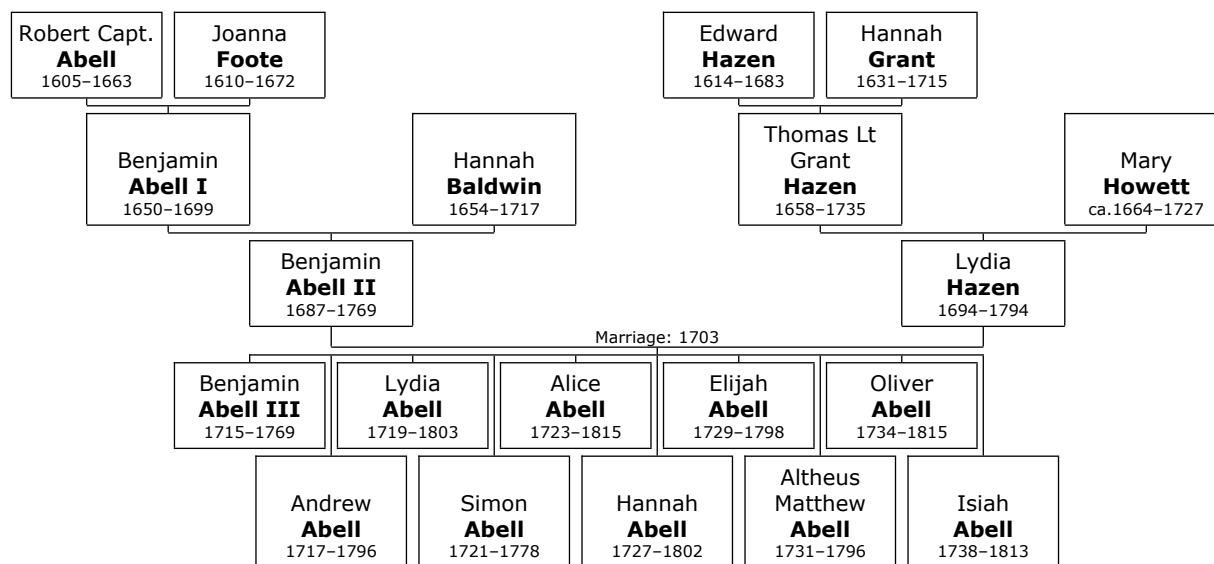 Robert Capt.
Abell
1605–1663
Joanna
Foote
1610–1672
Edward
Hazen
1614–1683
Hannah
Grant
1631–1715
Benjamin
Abell I
1650–1699
Hannah
Baldwin
1654–1717
Thomas Lt
Grant
Hazen
1658–1735
Mary
Howett
ca.1664–1727
Benjamin
Abell II
1687–1769
Lydia
Hazen
1694–1794
Marriage: 1703
Benjamin
Abell III
1715–1769
Lydia
Abell
1719–1803
Alice
Abell
1723–1815
Elijah
Abell
1729–1798
Oliver
Abell
1734–1815
Andrew
Abell
1717–1796
Simon
Abell
1721–1778
Hannah
Abell
1727–1802
Altheus
Matthew
Abell
1731–1796
Isiah
Abell
1738–1813